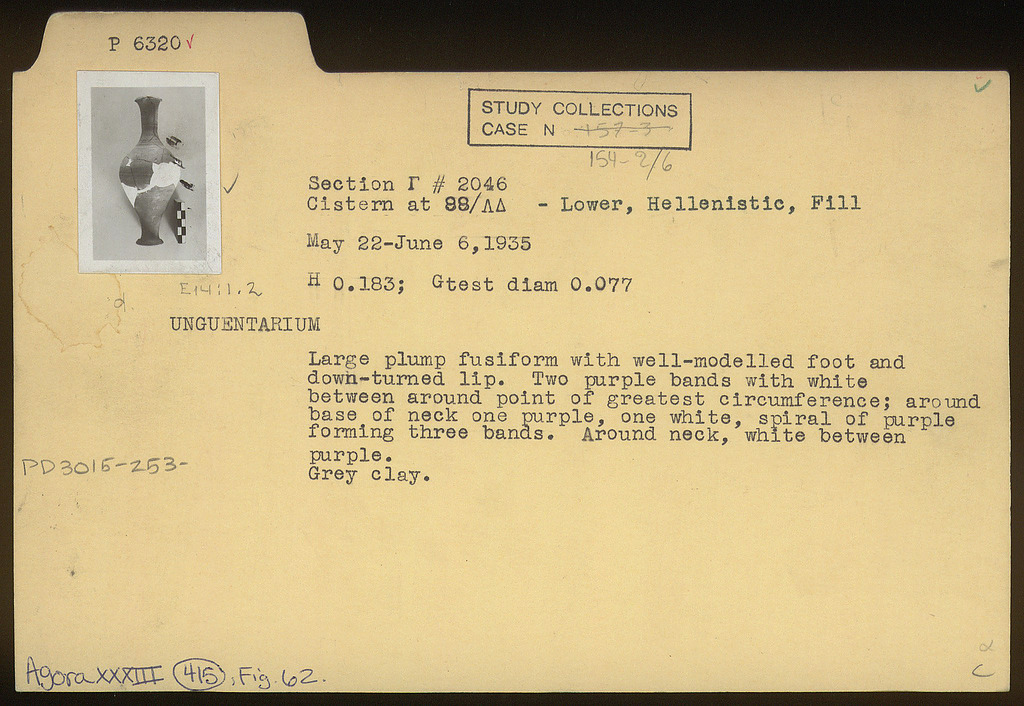 P 6320 ✓
STUDY COLLECTIONS
CASE N 157-3
154-2/6
Section Γ # 2046
Cistern at 88/ΛΔ - Lower, Hellenistic, Fill
May 22-June 6,1935
H 0.183; Gtest diam 0.077
E14:1.2
d.
UNGUENTARIUM
Large plump fusiform with well-modelled foot and
down-turned lip. Two purple bands with white
between around point of greatest circumference; around
base of neck one purple, one white, spiral of purple
forming three bands. Around neck, white between
purple.
Grey clay.
PD3015-253-
Agora XXXIII 415, Fig. 62.
α
C